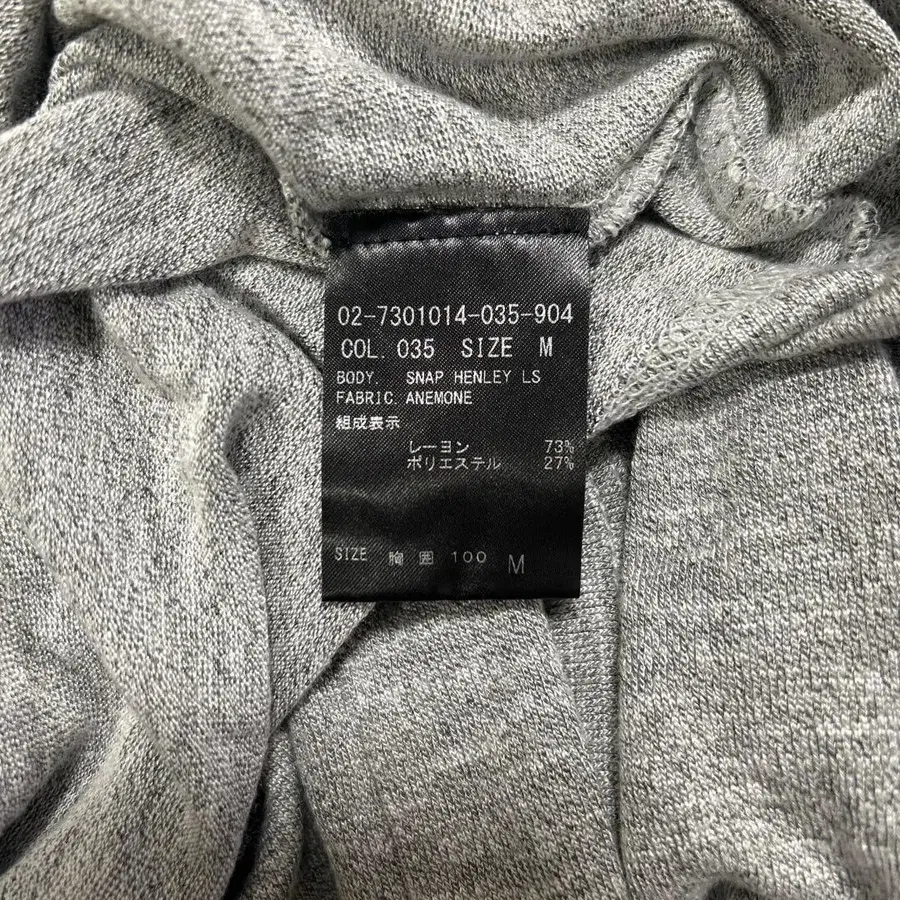 02-7301014-035-904
COL. 035 SIZE M
BODY. SNAP HENLEY LS
FABRIC. ANEMONE
組成表示
レーヨン 73%
ポリエステル 27%
SIZE 胸囲 100 M